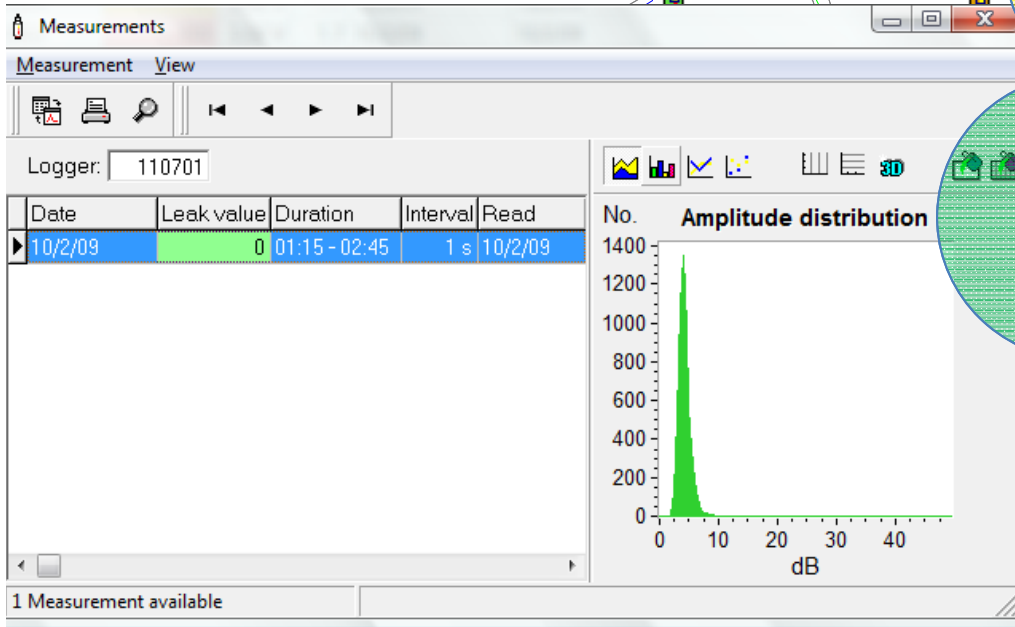 Measurements
Measurement View
3D
Logger: 110701
Date Leak value Duration Interval Read
10/2/09 0 01:15 - 02:45 1 s 10/2/09
No. Amplitude distribution
1400
1200
1000
800
600
400
200
0
0 10 20 30 40
dB
1 Measurement available